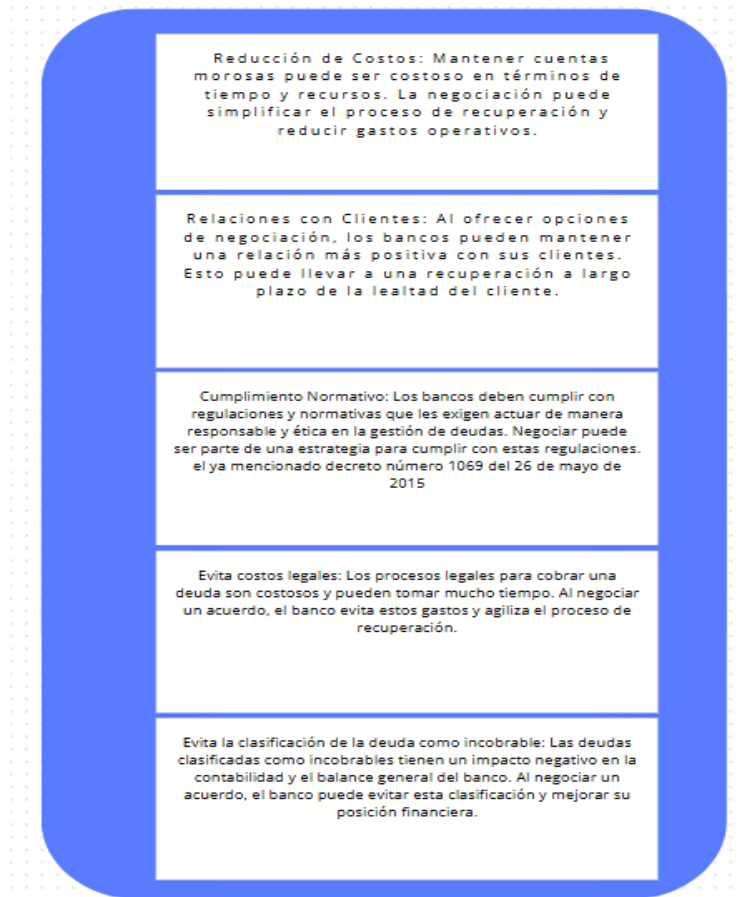 Reducción de Costos: Mantener cuentas
morosas puede ser costoso en términos de
tiempo y recursos. La negociación puede
simplificar el proceso de recuperación y
reducir gastos operativos.
Relaciones con Clientes: Al ofrecer opciones
de negociación, los bancos pueden mantener
una relación más positiva con sus clientes.
Esto puede llevar a una recuperación a largo
plazo de la lealtad del cliente.
Cumplimiento Normativo: Los bancos deben cumplir con
regulaciones y normativas que les exigen actuar de manera
responsable y ética en la gestión de deudas. Negociar puede
ser parte de una estrategia para cumplir con estas regulaciones.
el ya mencionado decreto número 1069 del 26 de mayo de
2015
Evita costos legales: Los procesos legales para cobrar una
deuda son costosos y pueden tomar mucho tiempo. Al negociar
un acuerdo, el banco evita estos gastos y agiliza el proceso de
recuperación.
Evita la clasificación de la deuda como incobrable: Las deudas
clasificadas como incobrables tienen un impacto negativo en la
contabilidad y el balance general del banco. Al negociar un
acuerdo, el banco puede evitar esta clasificación y mejorar su
posición financiera.